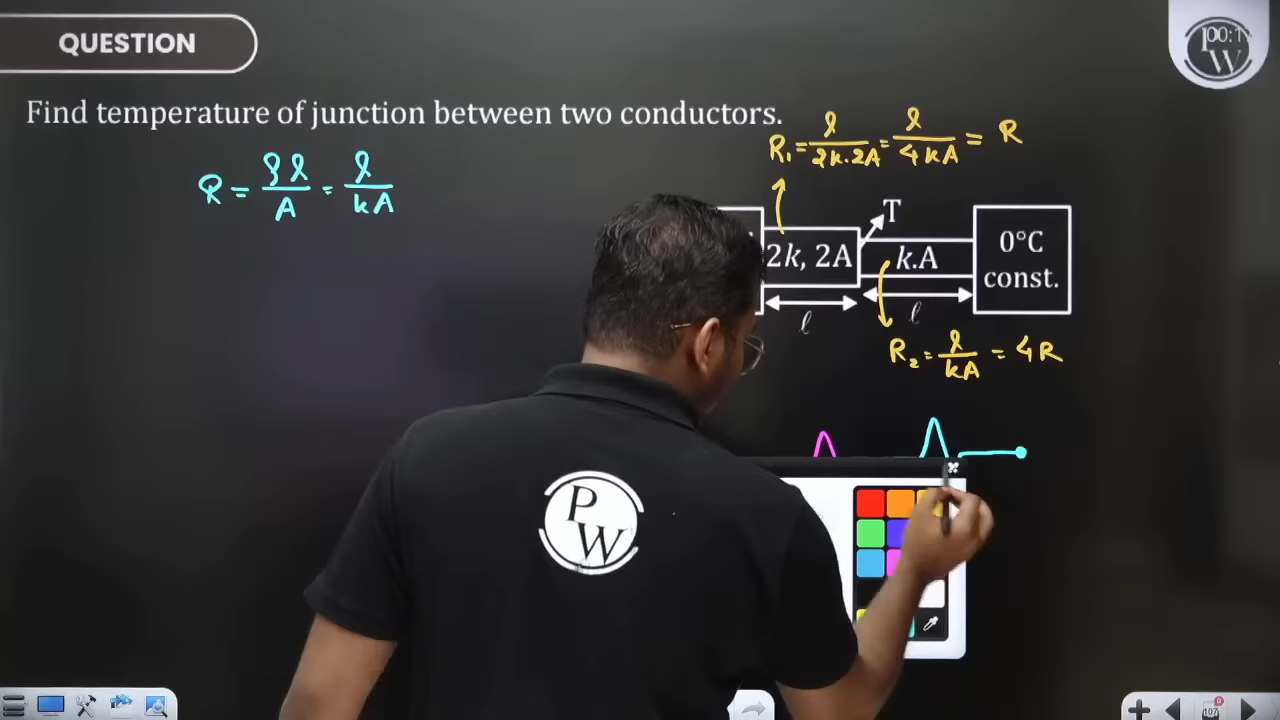 QUESTION
Find temperature of junction between two conductors.
R = ρℓ/A = ℓ/kA
R₁ = ℓ/2k.2A = ℓ/4kA = R
T
2k, 2A
k.A
0°C
const.
ℓ
ℓ
R₂ = ℓ/kA = 4R
P
W
107